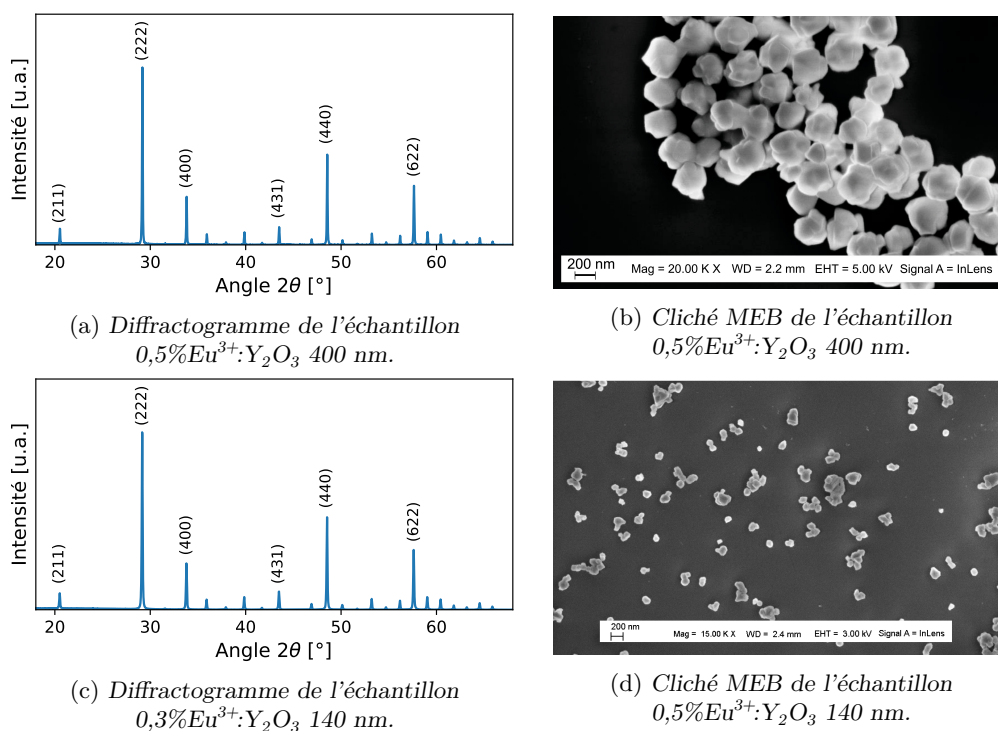 Intensité [u.a.]
(211)
(222)
(400)
(431)
(440)
(622)
20
30
40
50
60
Angle 2θ [°]
(a) Diffractogramme de l'échantillon
0,5%Eu³⁺:Y₂O₃ 400 nm.
200 nm
Mag = 20.00 K X WD = 2.2 mm EHT = 5.00 kV Signal A = InLens
(b) Cliché MEB de l'échantillon
0,5%Eu³⁺:Y₂O₃ 400 nm.
Intensité [u.a.]
(211)
(222)
(400)
(431)
(440)
(622)
20
30
40
50
60
Angle 2θ [°]
(c) Diffractogramme de l'échantillon
0,3%Eu³⁺:Y₂O₃ 140 nm.
200 nm
Mag = 15.00 K X WD = 2.4 mm EHT = 3.00 kV Signal A = InLens
(d) Cliché MEB de l'échantillon
0,5%Eu³⁺:Y₂O₃ 140 nm.